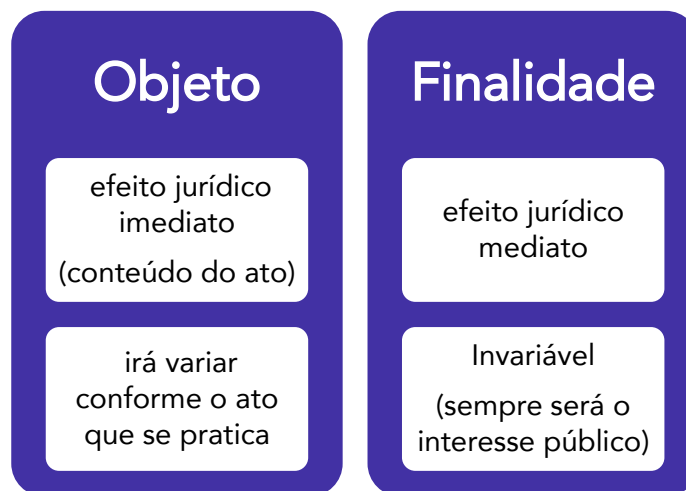 Objeto
efeito jurídico
imediato
(conteúdo do ato)
irá variar
conforme o ato
que se pratica
Finalidade
efeito jurídico
mediato
Invariável
(sempre será o
interesse público)